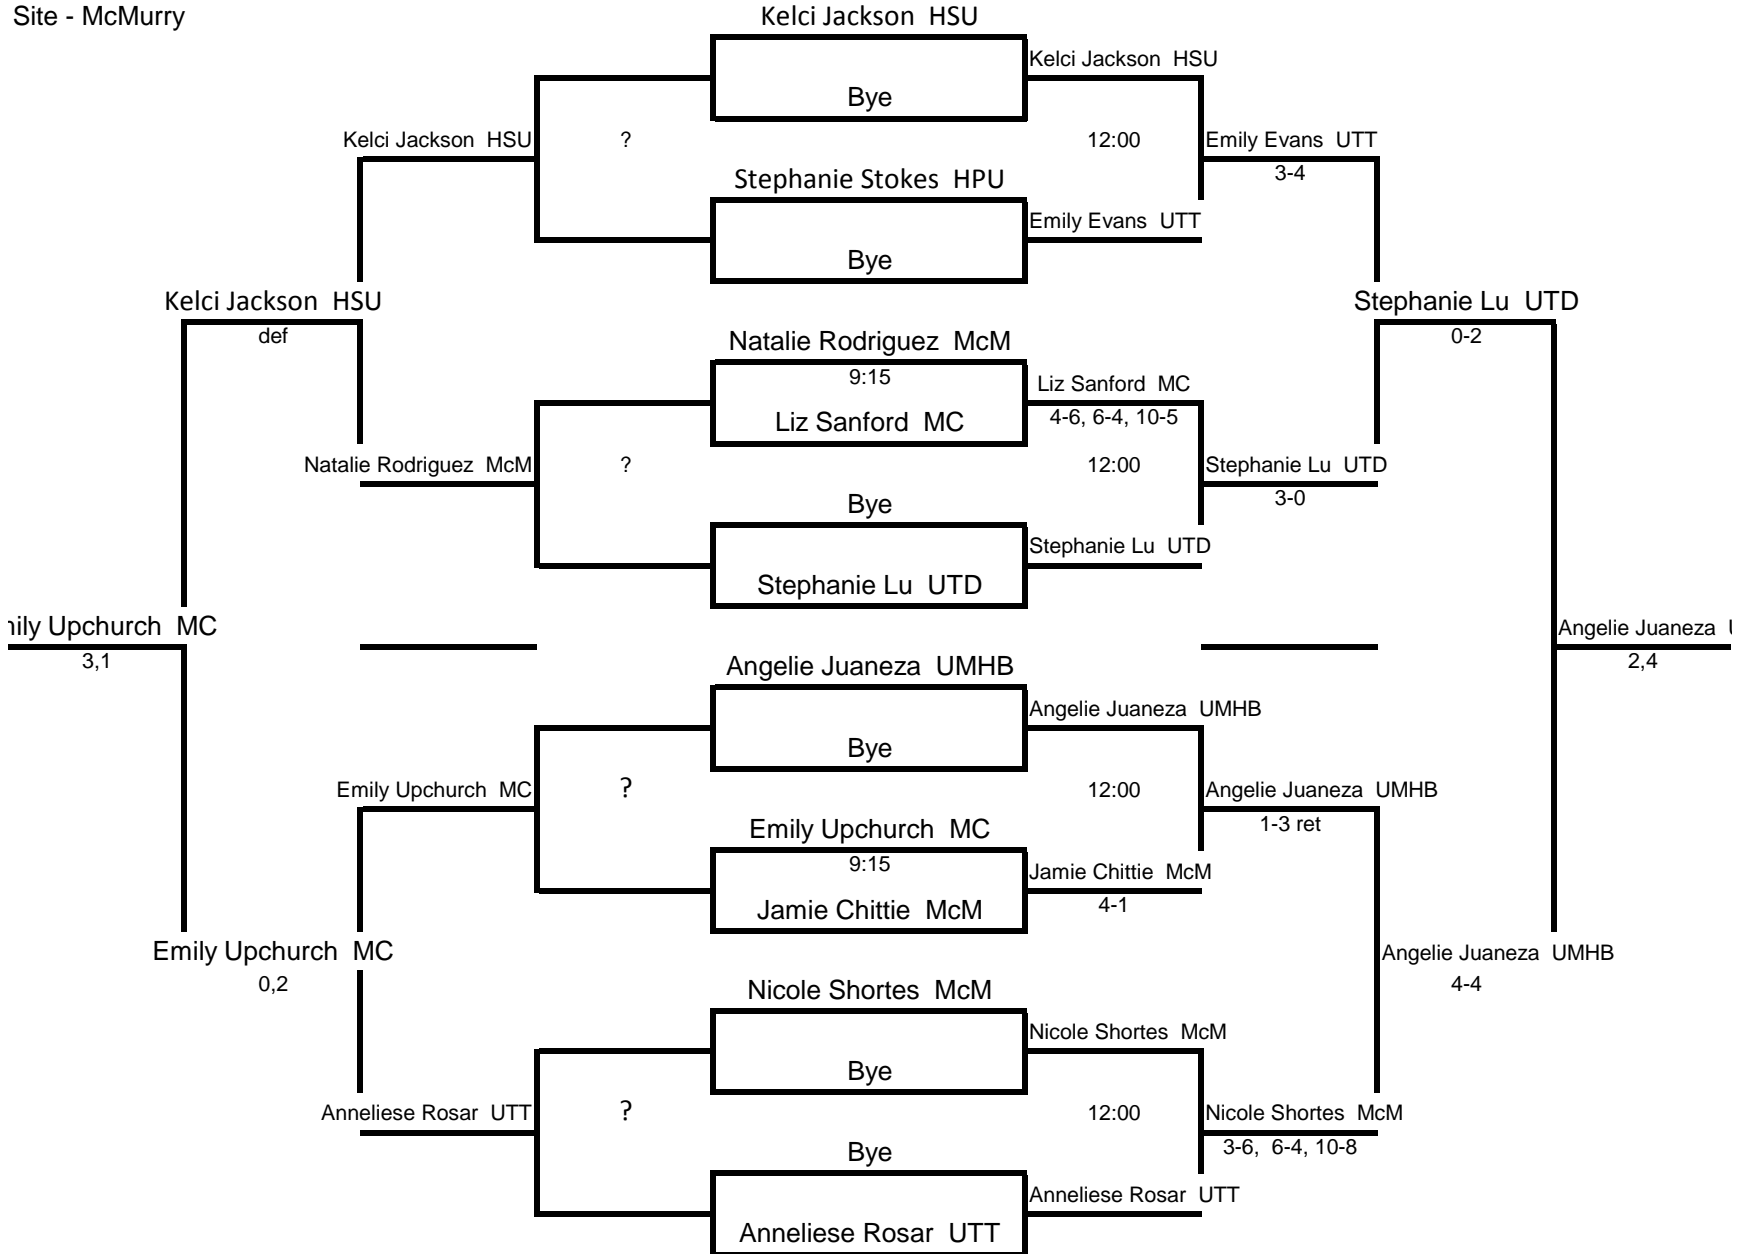 Site - McMurry
Kelci Jackson HSU
Kelci Jackson HSU
Bye
Kelci Jackson HSU
?
12:00
Emily Evans UTT
3-4
Stephanie Stokes HPU
Emily Evans UTT
Bye
Kelci Jackson HSU
def
Stephanie Lu UTD
0-2
Natalie Rodriguez McM
9:15
Liz Sanford MC
Liz Sanford MC
4-6, 6-4, 10-5
Natalie Rodriguez McM
?
12:00
Stephanie Lu UTD
3-0
Bye
Stephanie Lu UTD
Stephanie Lu UTD
Upchurch MC
3,1
Angelie Juaneza
2,4
Angelie Juaneza UMHB
Angelie Juaneza UMHB
Bye
Emily Upchurch MC
?
12:00
Angelie Juaneza UMHB
1-3 ret
Emily Upchurch MC
9:15
Jamie Chittie McM
Jamie Chittie McM
4-1
Emily Upchurch MC
0,2
Angelie Juaneza UMHB
4-4
Nicole Shortes McM
Nicole Shortes McM
Bye
Anneliese Rosar UTT
?
12:00
Nicole Shortes McM
3-6, 6-4, 10-8
Bye
Anneliese Rosar UTT
Anneliese Rosar UTT